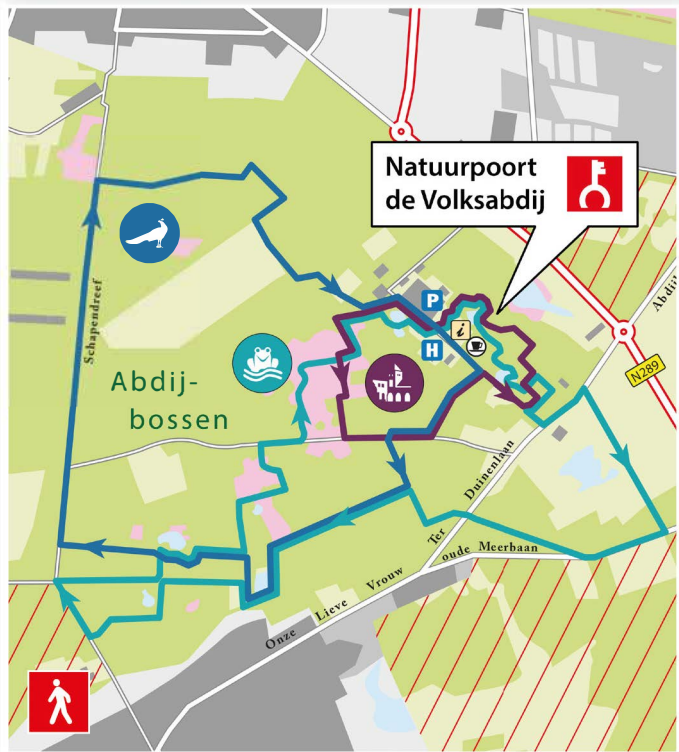 Natuurpoort
de Volksabdij
P
i
H
Abdij-
bossen
Schapendreef
Abdij
N289
Ter Duinenlaan
oude Meerbaan
Onze Lieve Vrouw